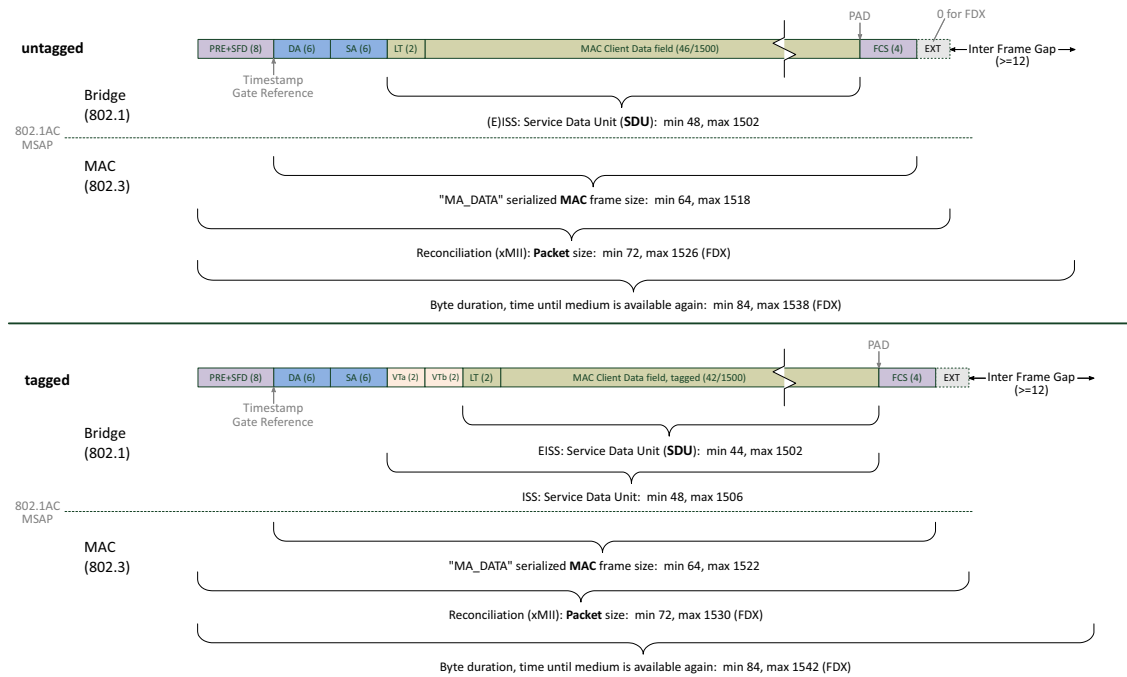 PAD
0 for FDX
untagged
PRE+SFD (8) DA (6) SA (6) LT (2) MAC Client Data field (46/1500) FCS (4) EXT Inter Frame Gap
(>=12)
Timestamp
Gate Reference
Bridge
(802.1)
(E)ISS: Service Data Unit (SDU): min 48, max 1502
802.1AC
MSAP
MAC
(802.3)
"MA_DATA" serialized MAC frame size: min 64, max 1518
Reconciliation (xMII): Packet size: min 72, max 1526 (FDX)
Byte duration, time until medium is available again: min 84, max 1538 (FDX)
PAD
tagged
PRE+SFD (8) DA (6) SA (6) VTa (2) VTb (2) LT (2) MAC Client Data field, tagged (42/1500) FCS (4) EXT Inter Frame Gap
(>=12)
Timestamp
Gate Reference
Bridge
(802.1)
EISS: Service Data Unit (SDU): min 44, max 1502
ISS: Service Data Unit: min 48, max 1506
802.1AC
MSAP
MAC
(802.3)
"MA_DATA" serialized MAC frame size: min 64, max 1522
Reconciliation (xMII): Packet size: min 72, max 1530 (FDX)
Byte duration, time until medium is available again: min 84, max 1542 (FDX)